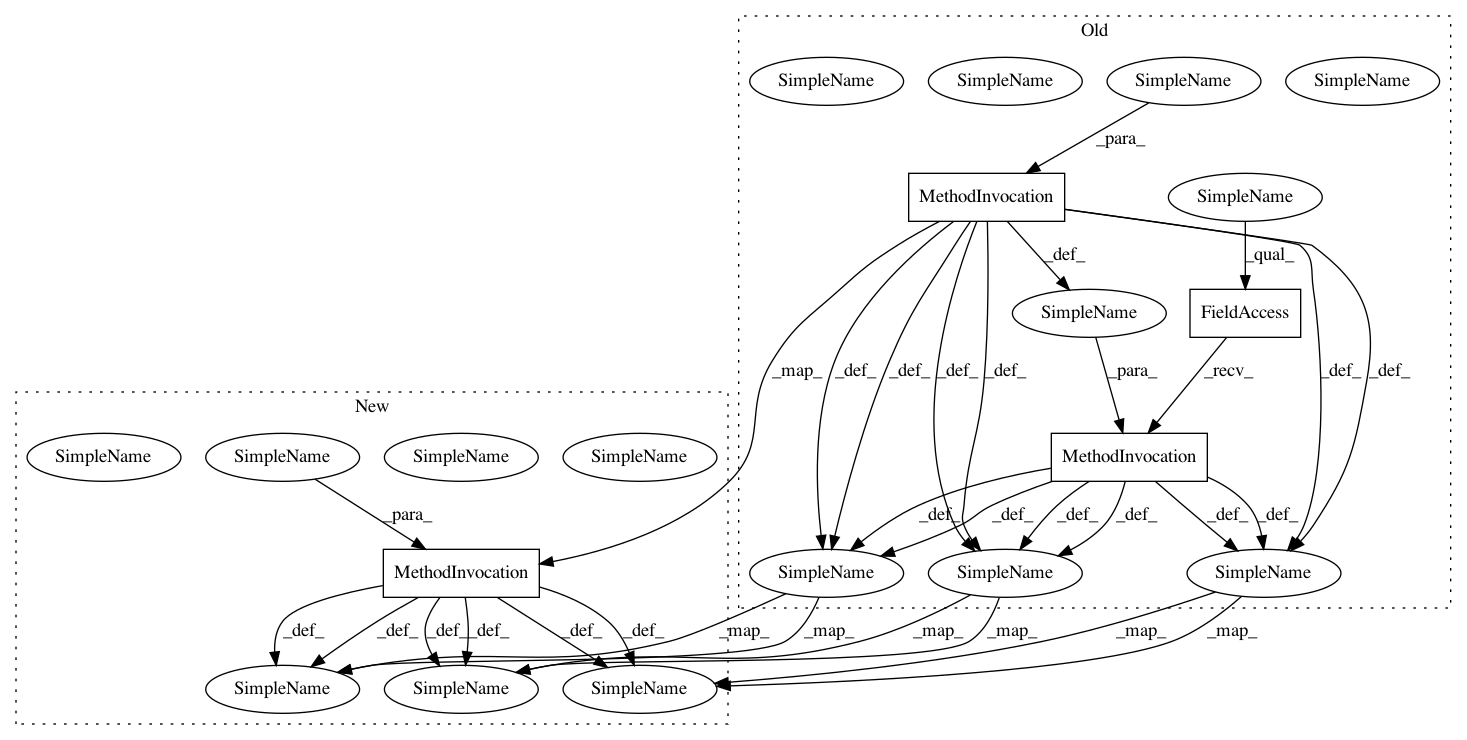 Old
SimpleName SimpleName SimpleName SimpleName
_para_
MethodInvocation SimpleName
_def_ _qual_
SimpleName FieldAccess
_map_ _def_ _def_ _def_ _def_ _para_ _recv_ _def_ _def_
New
SimpleName SimpleName SimpleName SimpleName MethodInvocation
_para_ _def_ _def_ _def_ _def_ _def_ _def_
MethodInvocation SimpleName SimpleName SimpleName
_def_ _def_ _def_ _def_ _def_ _def_ _map_ _map_ _map_ _map_ _map_ _map_
SimpleName SimpleName SimpleName